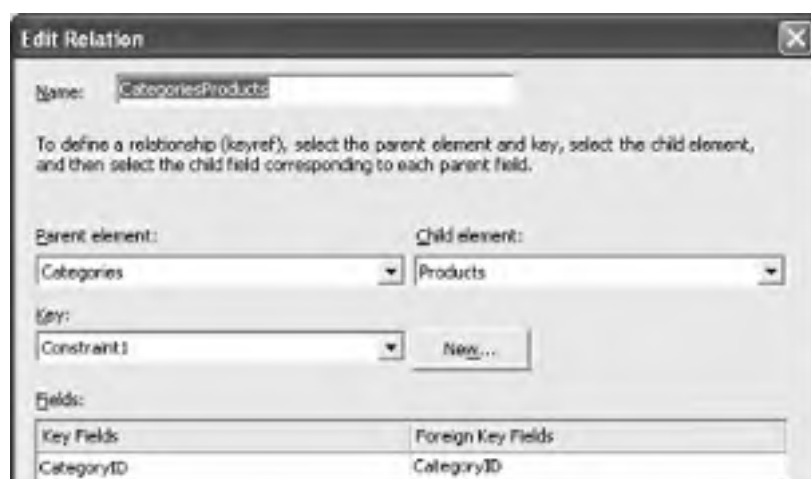 Edit Relation
Name: CategoriesProducts
To define a relationship (keyref), select the parent element and key, select the child element,
and then select the child field corresponding to each parent field.
Parent element: Child element:
Categories Products
Key:
Constraint1 New...
Fields:
Key Fields Foreign Key Fields
CategoryID CategoryID